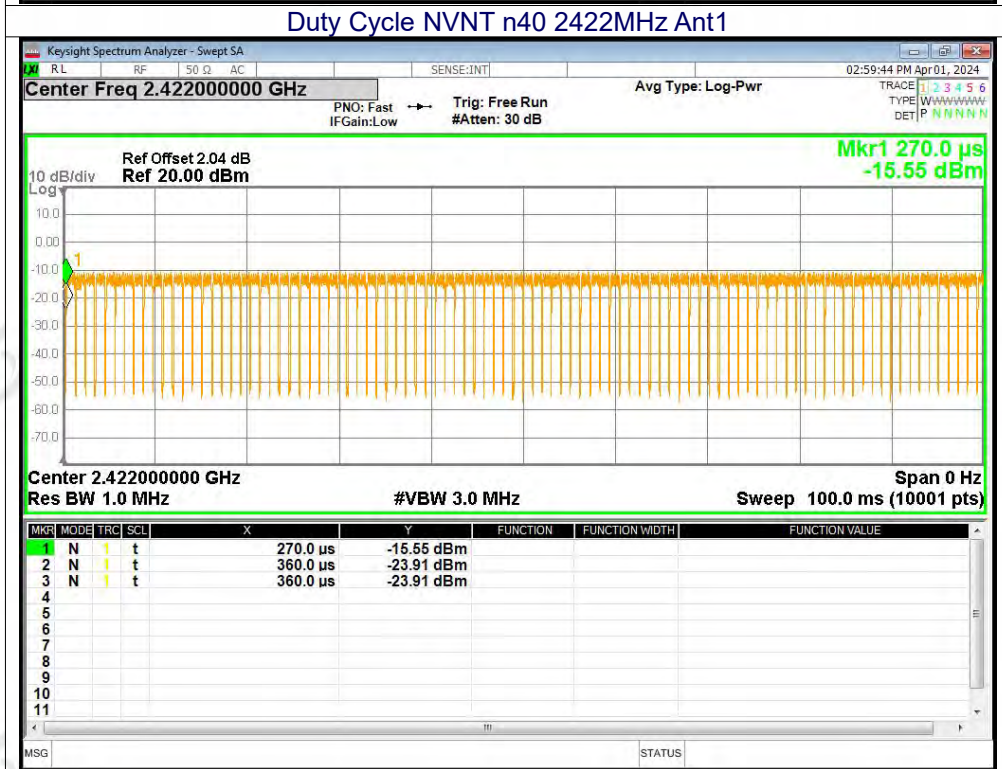 Duty Cycle NVNT n40 2422MHz Ant1
Keysight Spectrum Analyzer - Swept SA
LXI RL RF 50 Ω AC SENSE:INT 02:59:44 PM Apr 01, 2024
Center Freq 2.422000000 GHz Avg Type: Log-Pwr TRACE 1 2 3 4 5 6
PNO: Fast Trig: Free Run TYPE WWWWWW
IFGain:Low #Atten: 30 dB DET P N N N N N
Mkr1 270.0 µs
Ref Offset 2.04 dB
10 dB/div Ref 20.00 dBm -15.55 dBm
Log
10.0
0.00
1
-10.0
-20.0
-30.0
-40.0
-50.0
-60.0
-70.0
Center 2.422000000 GHz Span 0 Hz
Res BW 1.0 MHz #VBW 3.0 MHz Sweep 100.0 ms (10001 pts)
MKR MODE TRC SCL X Y FUNCTION FUNCTION WIDTH FUNCTION VALUE
1 N 1 t 270.0 µs -15.55 dBm
2 N 1 t 360.0 µs -23.91 dBm
3 N 1 t 360.0 µs -23.91 dBm
4
5
6
7
8
9
10
11
MSG STATUS